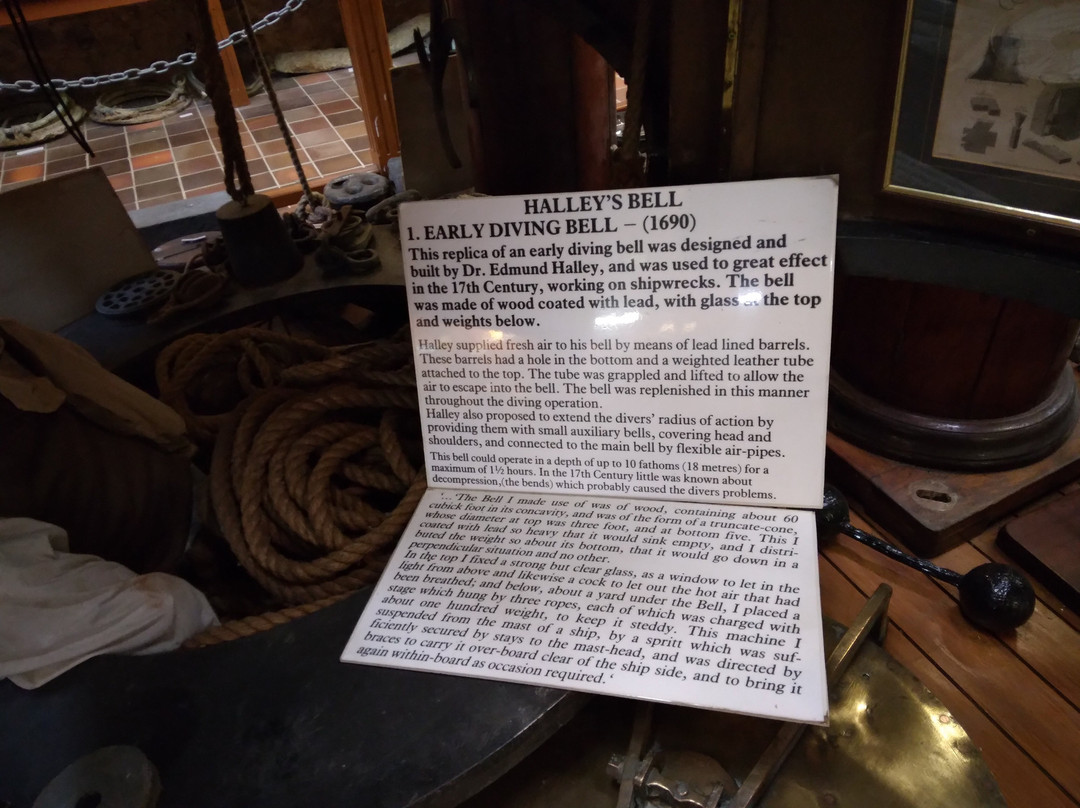 HALLEY'S BELL
1. EARLY DIVING BELL – (1690)
This replica of an early diving bell was designed and
built by Dr. Edmund Halley, and was used to great effect
in the 17th Century, working on shipwrecks. The bell
was made of wood coated with lead, with glass at the top
and weights below.
Halley supplied fresh air to his bell by means of lead lined barrels.
These barrels had a hole in the bottom and a weighted leather tube
attached to the top. The tube was grappled and lifted to allow the
air to escape into the bell. The bell was replenished in this manner
throughout the diving operation.
Halley also proposed to extend the divers' radius of action by
providing them with small auxiliary bells, covering head and
shoulders, and connected to the main bell by flexible air-pipes.
This bell could operate in a depth of up to 10 fathoms (18 metres) for a
maximum of 1½ hours. In the 17th Century little was known about
decompression,(the bends) which probably caused the divers problems.
'... 'The Bell I made use of was of wood, containing about 60
cubick foot in its concavity, and was of the form of a truncate-cone,
whose diameter at top was three foot, and at bottom five. This I
coated with lead so heavy that it would sink empty, and I distri-
buted the weight so about its bottom, that it would go down in a
perpendicular situation and no other.
In the top I fixed a strong but clear glass, as a window to let in the
light from above and likewise a cock to let out the hot air that had
been breathed; and below, about a yard under the Bell, I placed a
stage which hung by three ropes, each of which was charged with
about one hundred weight, to keep it steddy. This machine I
suspended from the mast of a ship, by a spritt which was suf-
ficiently secured by stays to the mast-head, and was directed by
braces to carry it over-board clear of the ship side, and to bring it
again within-board as occasion required.'